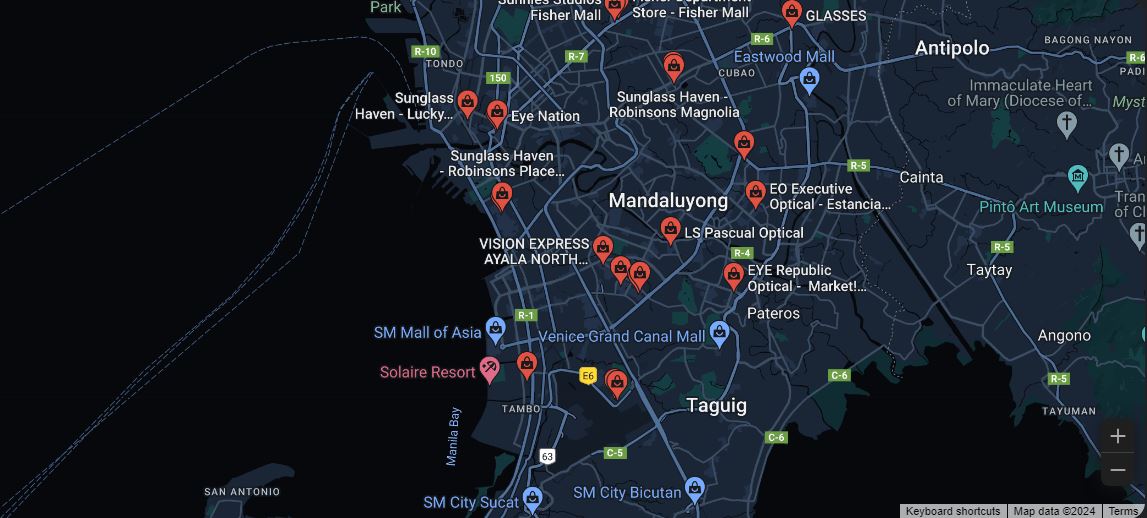 Park
Sunnies Studios
Fisher Mall
Fisher Department
Store - Fisher Mall
GLASSES
R-6
Antipolo
BAGONG NAYON
R-6
R-10
TONDO
R-7
Eastwood Mall
CUBAO
150
Immaculate Heart
of Mary (Diocese of...
Sunglass
Haven - Lucky...
Eye Nation
Sunglass Haven -
Robinsons Magnolia
Sunglass Haven
- Robinsons Place...
R-5
Cainta
EO Executive
Optical - Estancia...
Mandaluyong
Pintô Art Museum
LS Pascual Optical
VISION EXPRESS
AYALA NORTH...
R-4
R-5
EYE Republic
Optical - Market!...
Taytay
Pateros
R-1
SM Mall of Asia
Venice Grand Canal Mall
Angono
Solaire Resort
E6
C-6
R-5
TAMBO
Taguig
TAYUMAN
Manila Bay
C-6
63
C-5
SAN ANTONIO
SM City Sucat
SM City Bicutan
Keyboard shortcuts
Map data ©2024
Terms